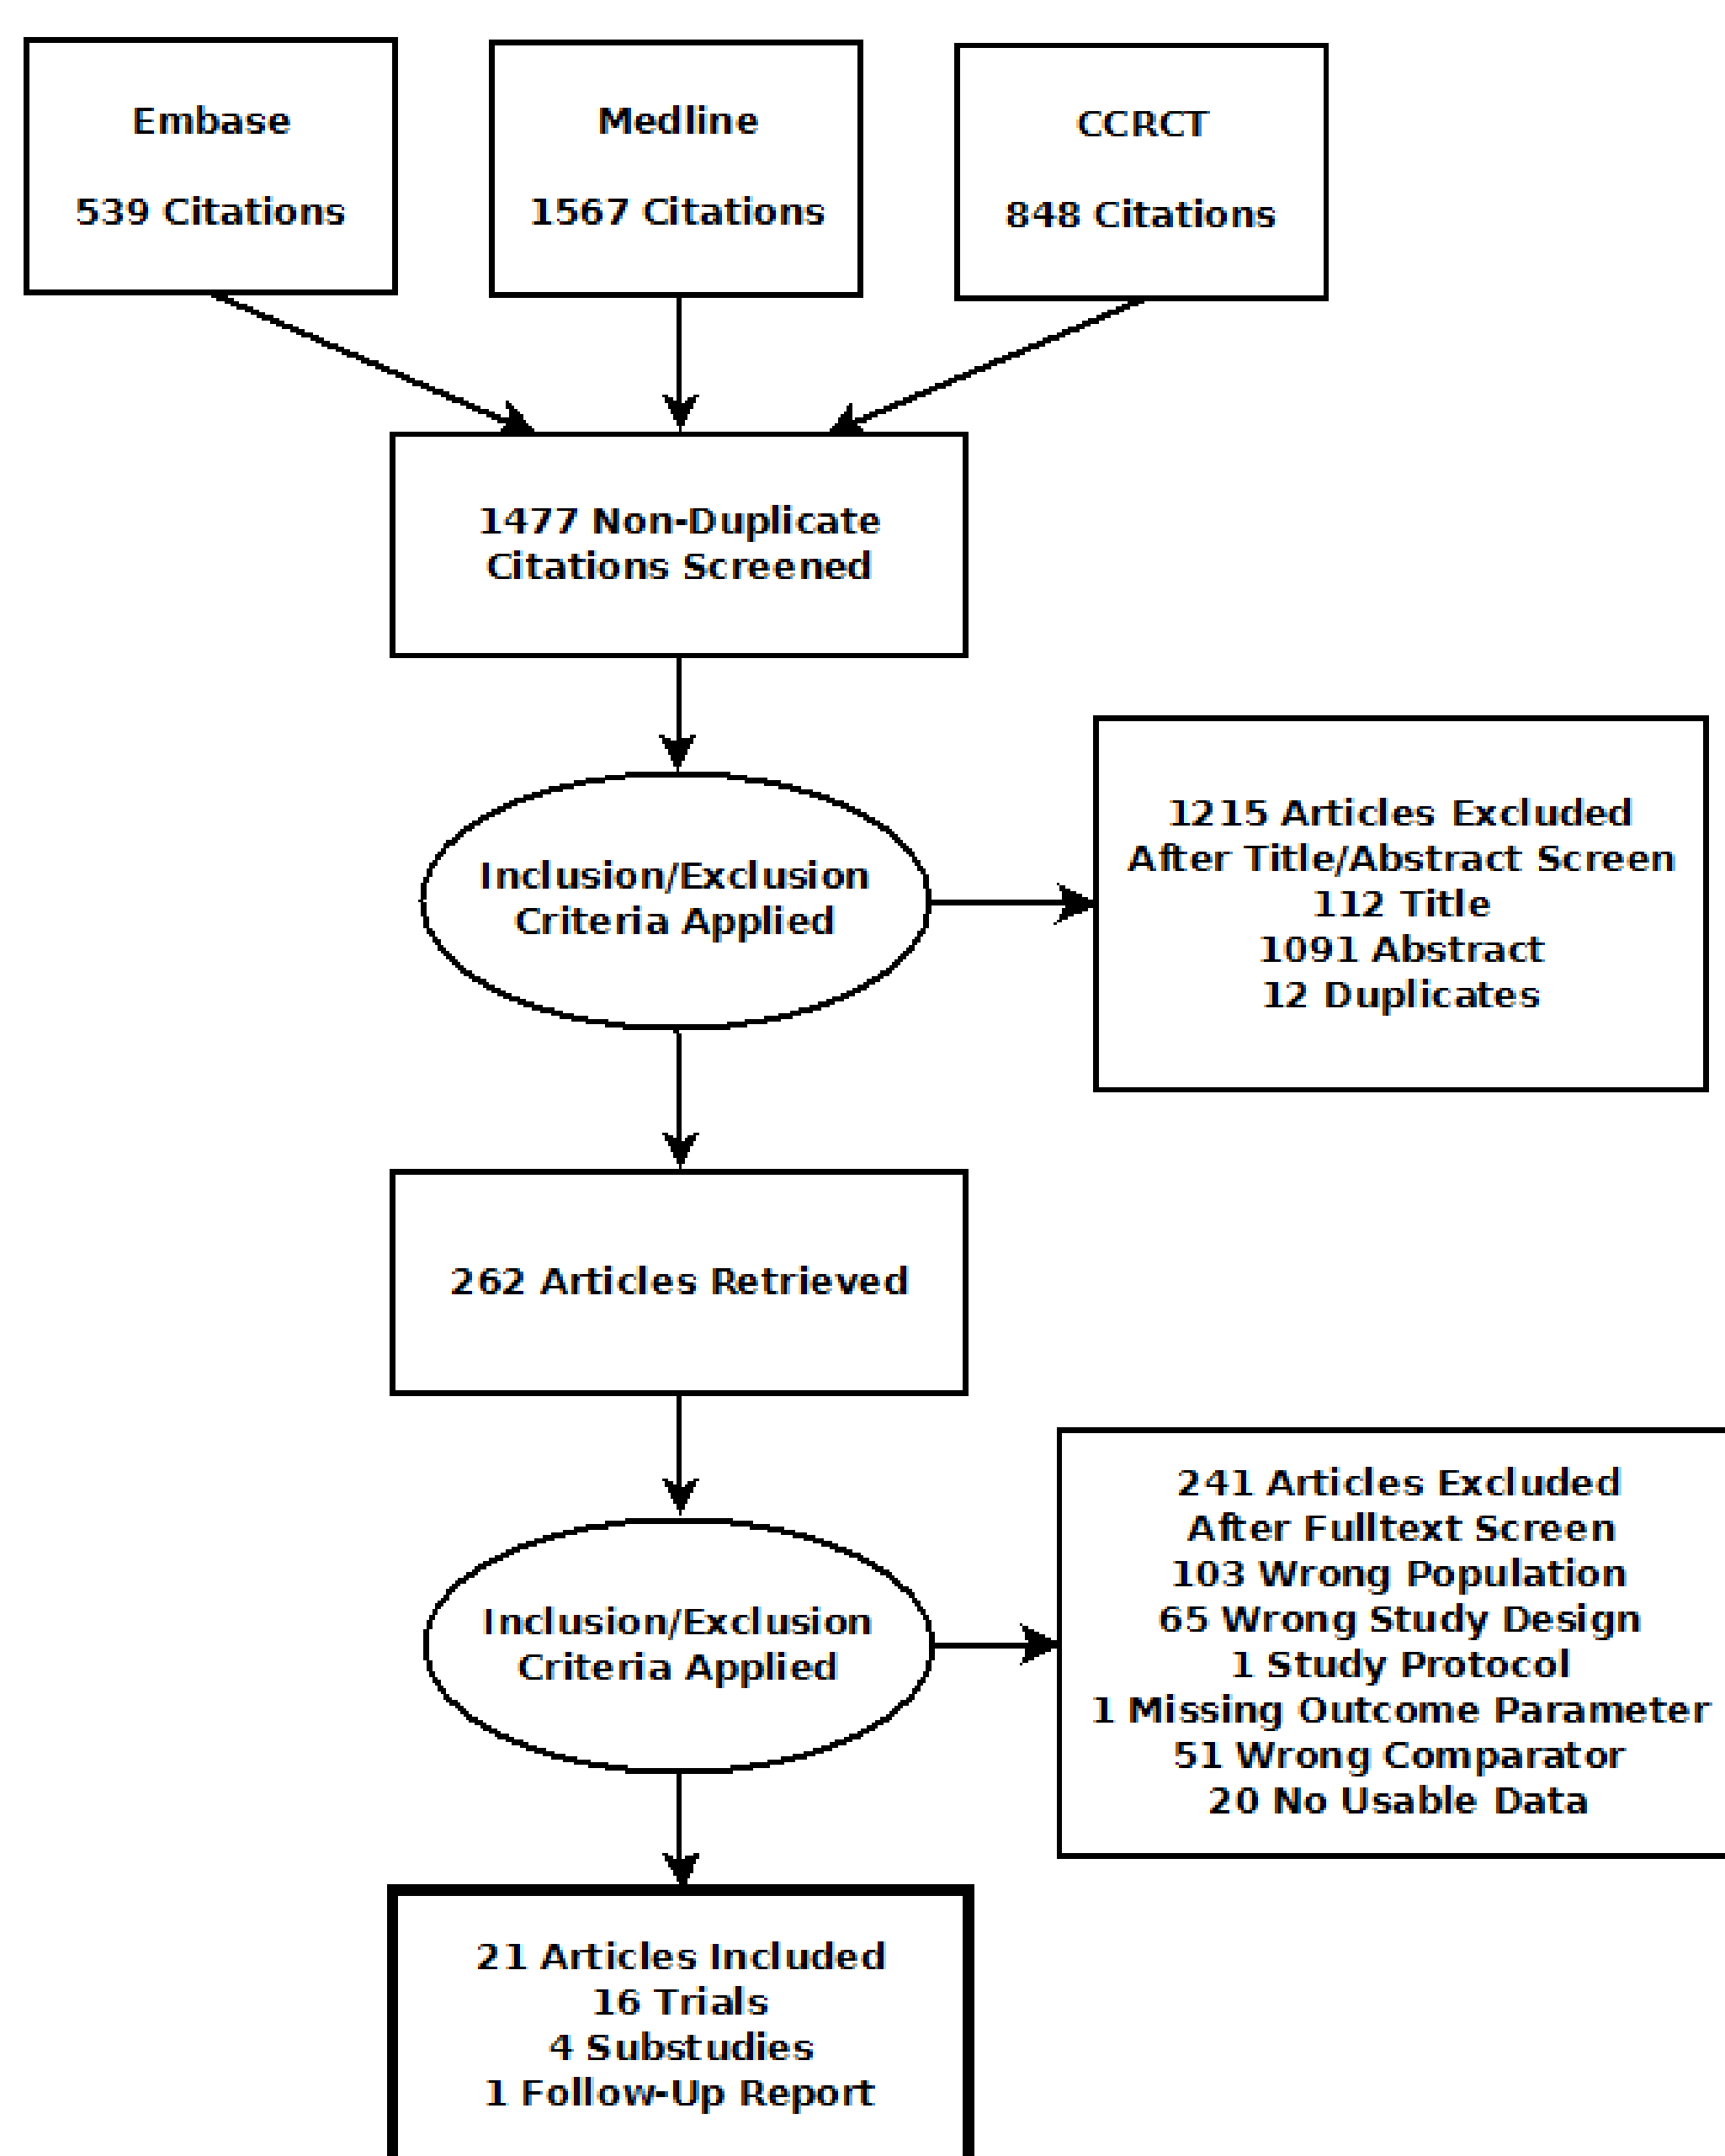 Embase
539 Citations
Medline
1567 Citations
CCRCT
848 Citations
1477 Non-Duplicate
Citations Screened
Inclusion/Exclusion
Criteria Applied
1215 Articles Excluded
After Title/Abstract Screen
112 Title
1091 Abstract
12 Duplicates
262 Articles Retrieved
Inclusion/Exclusion
Criteria Applied
241 Articles Excluded
After Fulltext Screen
103 Wrong Population
65 Wrong Study Design
1 Study Protocol
1 Missing Outcome Parameter
51 Wrong Comparator
20 No Usable Data
21 Articles Included
16 Trials
4 Substudies
1 Follow-Up Report